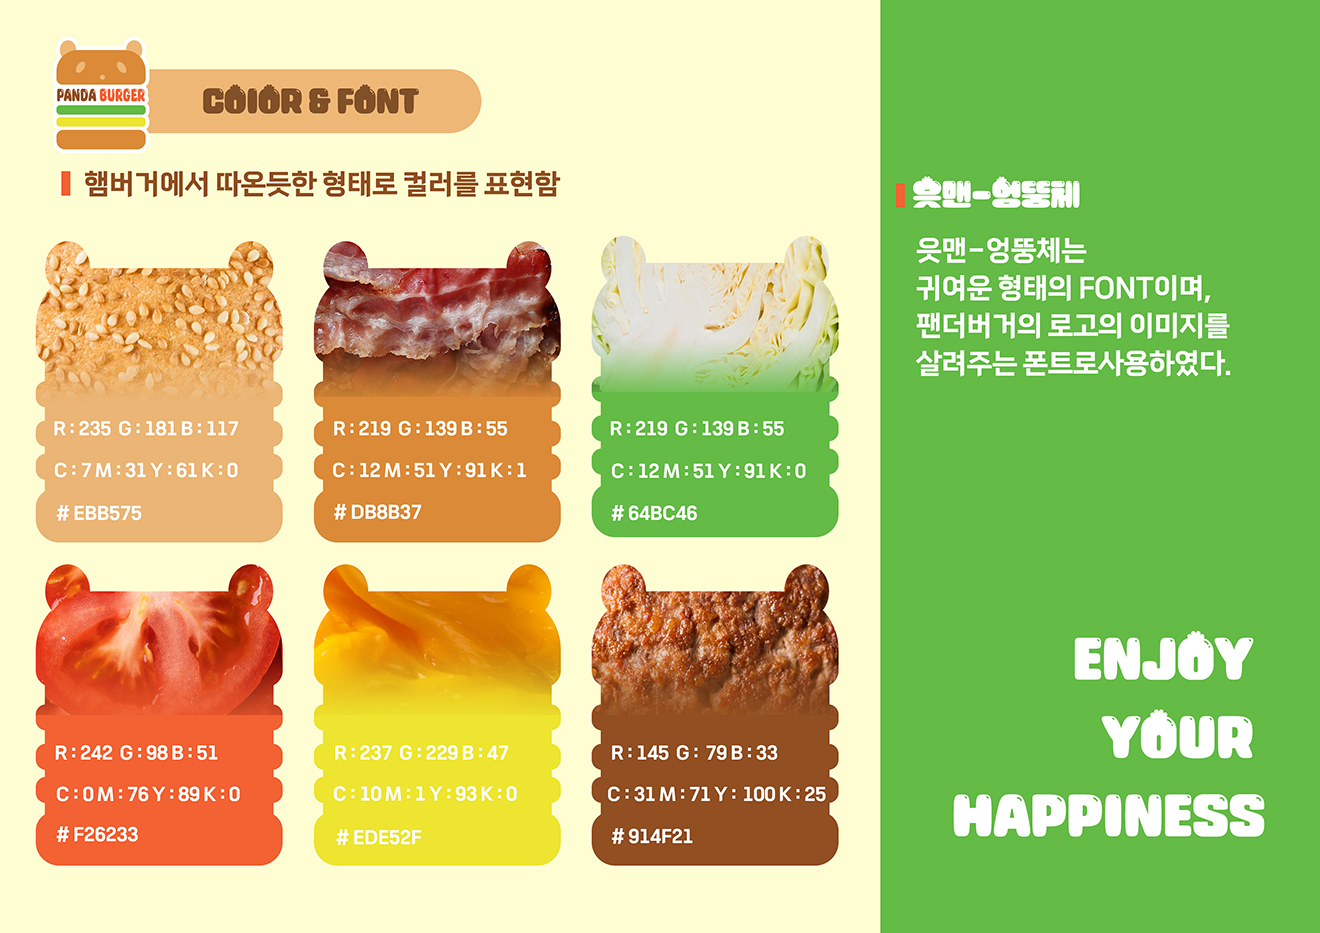 PANDA BURGER
COlOR & FONT
햄버거에서 따온듯한 형태로 컬러를 표현함
R : 235 G : 181 B : 117
C : 7 M : 31 Y : 61 K : 0
# EBB575
R : 219 G : 139 B : 55
C : 12 M : 51 Y : 91 K : 1
# DB8B37
R : 219 G : 139 B : 55
C : 12 M : 51 Y : 91 K : 0
# 64BC46
R : 242 G : 98 B : 51
C : 0 M : 76 Y : 89 K : 0
# F26233
R : 237 G : 229 B : 47
C : 10 M : 1 Y : 93 K : 0
# EDE52F
R : 145 G : 79 B : 33
C : 31 M : 71 Y : 100 K : 25
# 914F21
읏맨-엉뚱체
읏맨-엉뚱체는
귀여운 형태의 FONT이며,
팬더버거의 로고의 이미지를
살려주는 폰트로사용하였다.
ENJOY
YOUR
HAPPINESS